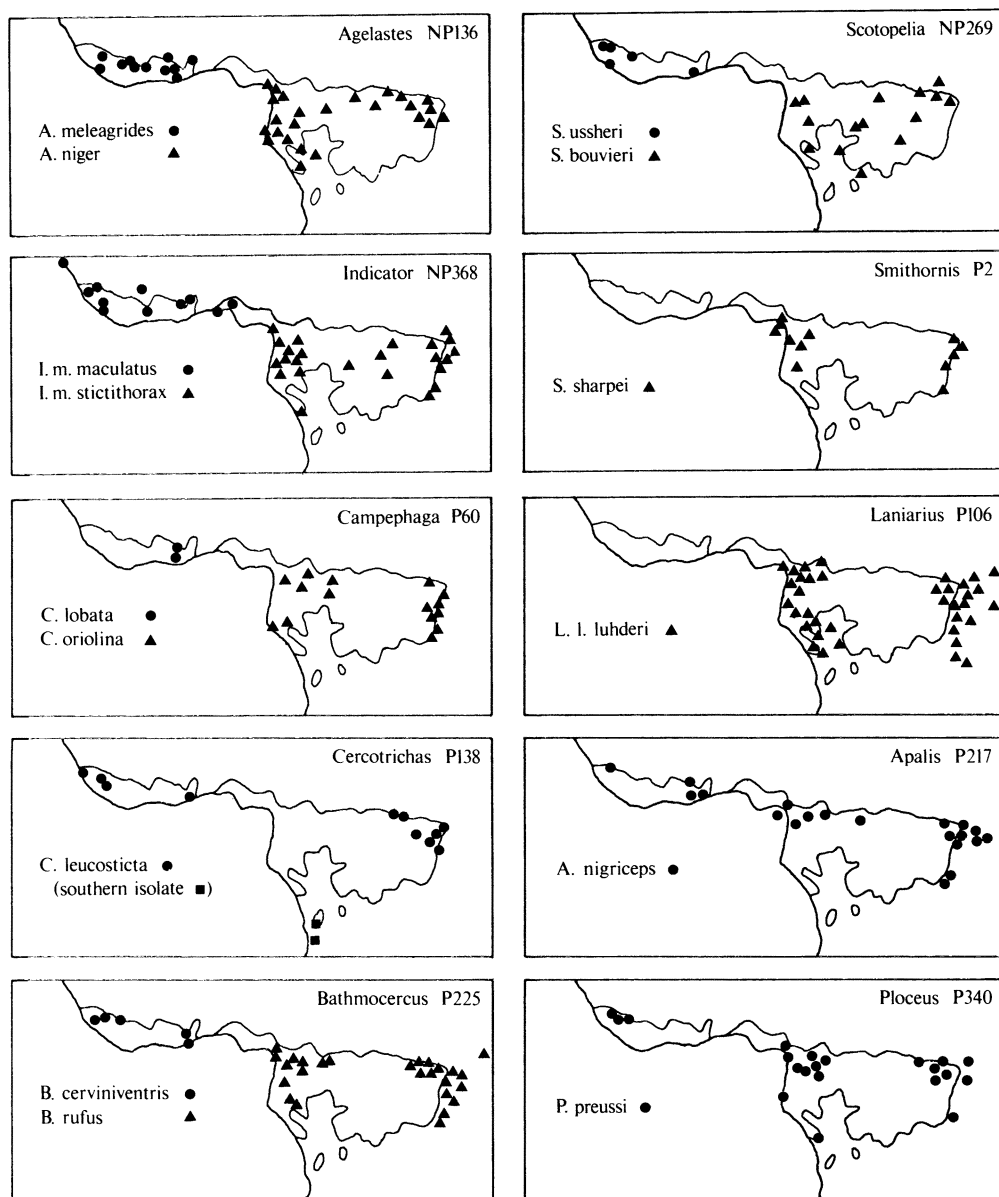 Agelastes NP136
A. meleagrides ●
A. niger ▲
Scotopelia NP269
S. ussheri ●
S. bouvieri ▲
Indicator NP368
I. m. maculatus ●
I. m. stictithorax ▲
Smithornis P2
S. sharpei ▲
Campephaga P60
C. lobata ●
C. oriolina ▲
Laniarius P106
L. l. luhderi ▲
Cercotrichas P138
C. leucosticta ●
(southern isolate ■)
Apalis P217
A. nigriceps ●
Bathmocercus P225
B. cerviniventris ●
B. rufus ▲
Ploceus P340
P. preussi ●